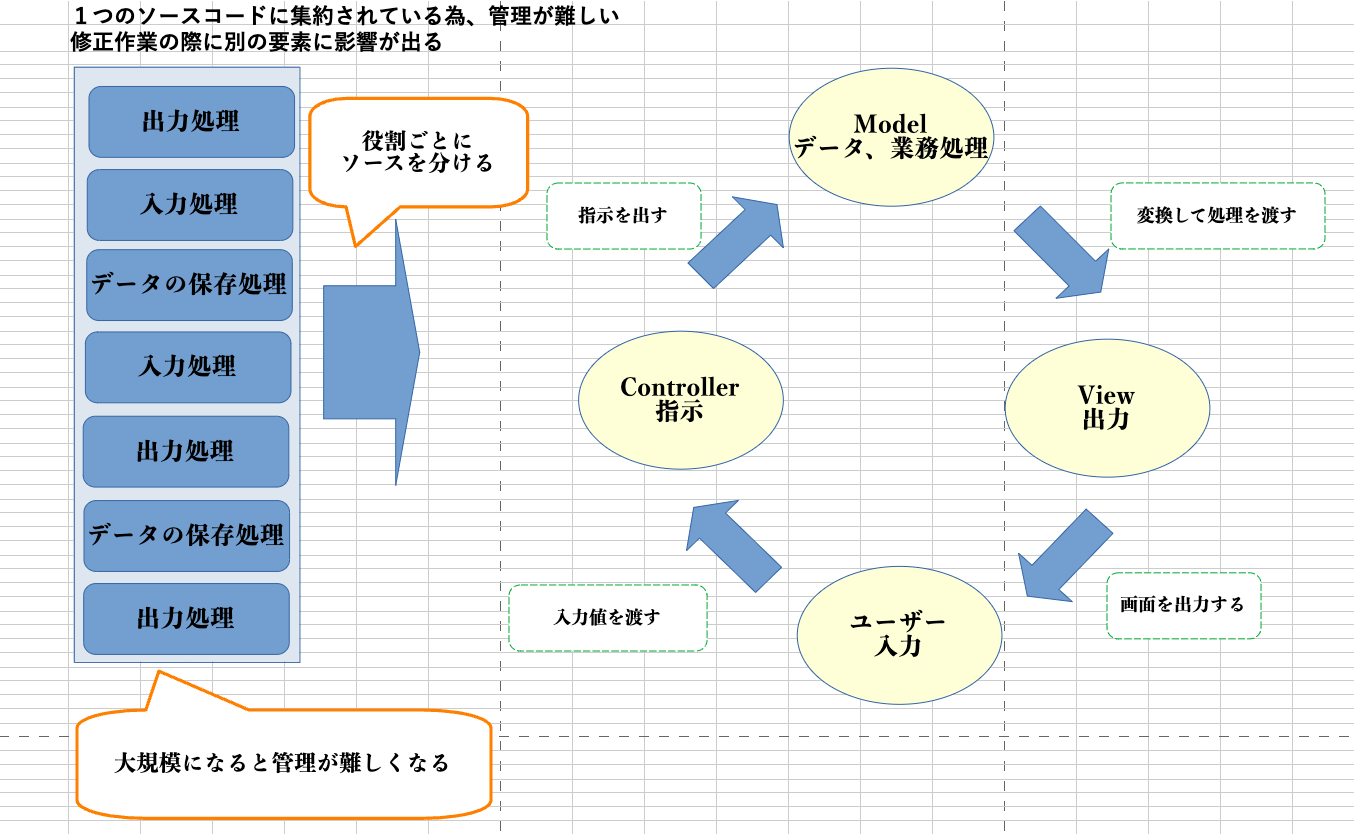 １つのソースコードに集約されている為、管理が難しい
修正作業の際に別の要素に影響が出る
出力処理
入力処理
データの保存処理
入力処理
出力処理
データの保存処理
出力処理
大規模になると管理が難しくなる
役割ごとに
ソースを分ける
Model
データ、業務処理
指示を出す
変換して処理を渡す
Controller
指示
View
出力
入力値を渡す
ユーザー
入力
画面を出力する